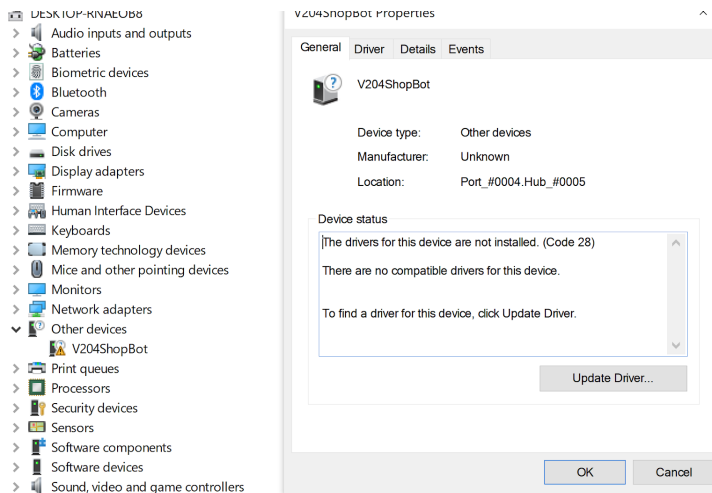 DESKTOP-RNAEOB8
Audio inputs and outputs
Batteries
Biometric devices
Bluetooth
Cameras
Computer
Disk drives
Display adapters
Firmware
Human Interface Devices
Keyboards
Memory technology devices
Mice and other pointing devices
Monitors
Network adapters
Other devices
V204ShopBot
Print queues
Processors
Security devices
Sensors
Software components
Software devices
Sound, video and game controllers
V204ShopBot Properties
General Driver Details Events
V204ShopBot
Device type: Other devices
Manufacturer: Unknown
Location: Port_#0004.Hub_#0005
Device status
The drivers for this device are not installed. (Code 28)
There are no compatible drivers for this device.
To find a driver for this device, click Update Driver.
Update Driver...
OK Cancel